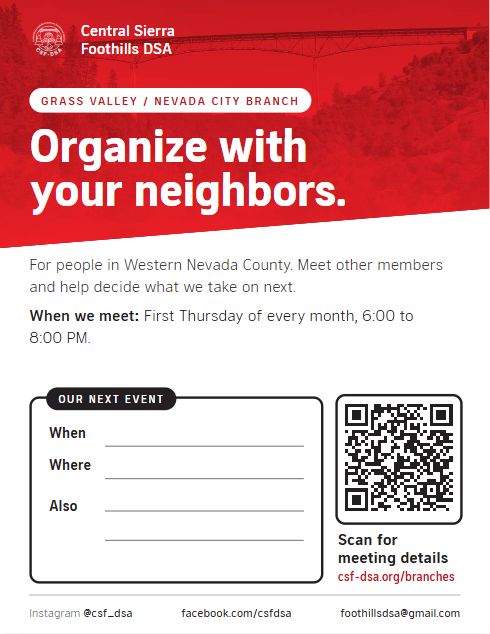 CSF-DSA
Central Sierra
Foothills DSA
GRASS VALLEY / NEVADA CITY BRANCH
Organize with
your neighbors.
For people in Western Nevada County. Meet other members
and help decide what we take on next.
When we meet: First Thursday of every month, 6:00 to
8:00 PM.
OUR NEXT EVENT
When
Where
Also
Scan for
meeting details
csf-dsa.org/branches
Instagram @csf_dsa
facebook.com/csfdsa
foothillsdsa@gmail.com